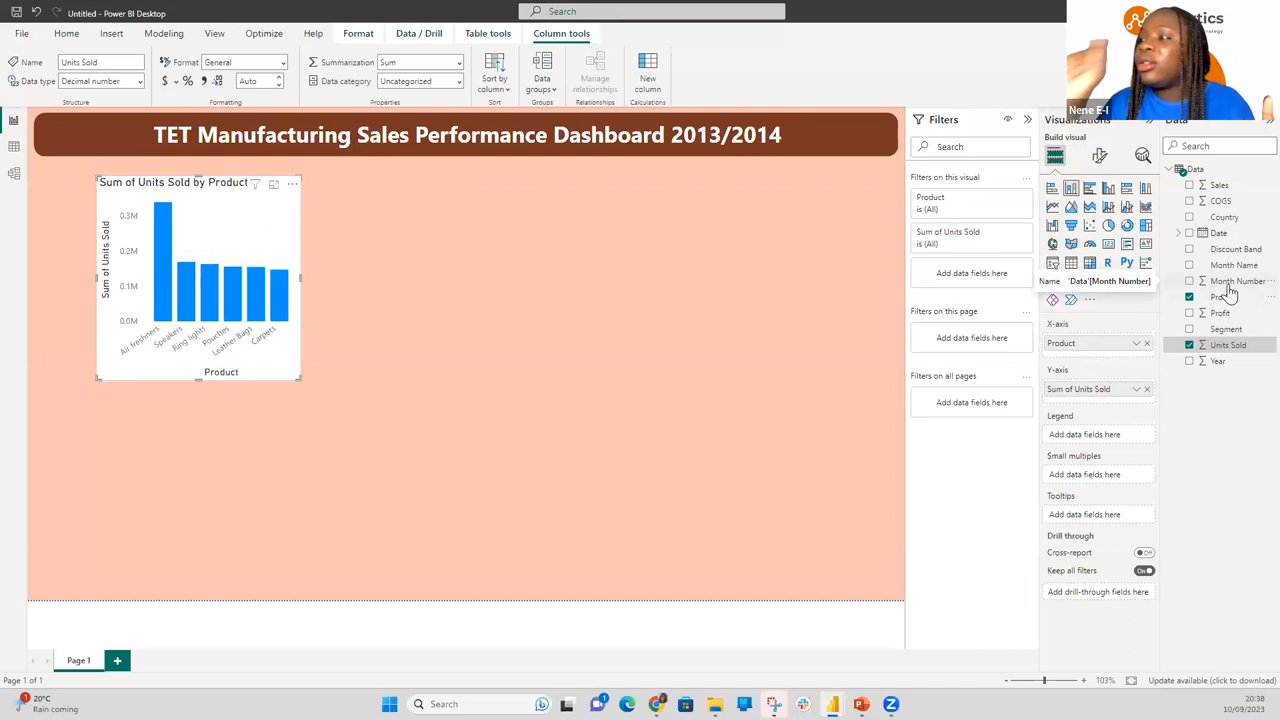 Untitled - Power BI Desktop
Search
File
Home
Insert
Modeling
View
Optimize
Help
Format
Data / Drill
Table tools
Column tools
Name
Units Sold
Data type
Decimal number
Structure
Format
General
$
%
Auto
Formatting
Summarization
Sum
Data category
Uncategorized
Properties
Sort by
column
Sort
Data
groups
Groups
Manage
relationships
Relationships
New
column
Calculations
Nene E-I
TET Manufacturing Sales Performance Dashboard 2013/2014
Sum of Units Sold by Product
Sum of Units Sold
0.3M
0.2M
0.1M
0.0M
Air freshners
Speakers
Ring lights
Pouches
Leather Bags
Carpets
Product
Filters
Search
Filters on this visual
Product
is (All)
Sum of Units Sold
is (All)
Add data fields here
Filters on this page
Add data fields here
Filters on all pages
Add data fields here
Visualizations
Build visual
R
Py
Name
'Data'[Month Number]
X-axis
Product
Y-axis
Sum of Units Sold
Legend
Add data fields here
Small multiples
Add data fields here
Tooltips
Add data fields here
Drill through
Cross-report
Off
Keep all filters
On
Add drill-through fields here
Search
Data
Sales
COGS
Country
Date
Discount Band
Month Name
Month Number
Profit
Segment
Units Sold
Year
Page 1
Page 1 of 1
103%
Update available (click to download)
1
20°C
Rain coming
Search
1
20:38
10/09/2023